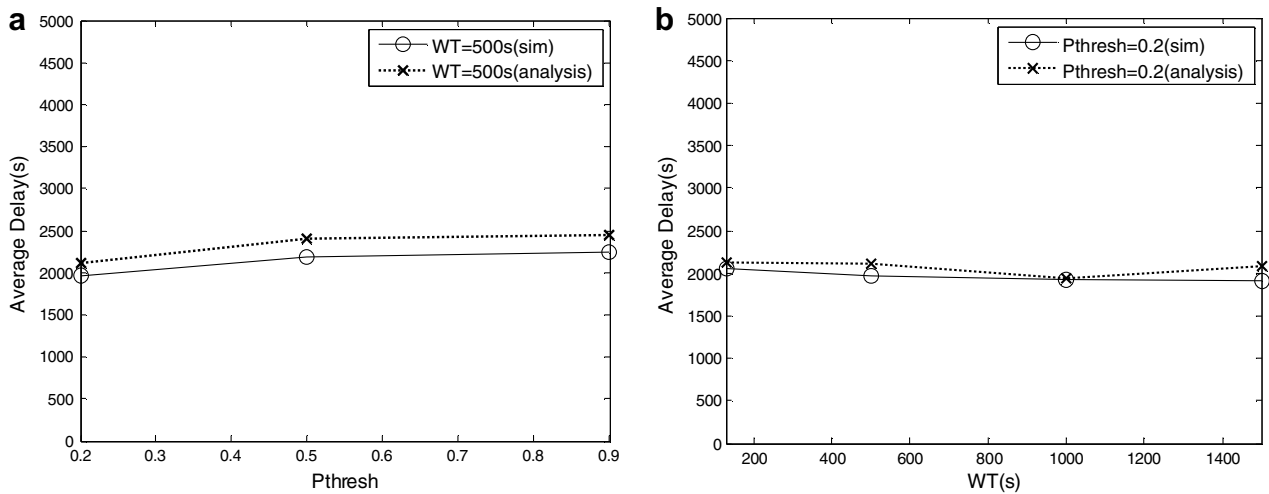 a
5000
4500
4000
3500
3000
2500
2000
1500
1000
500
0
Average Delay(s)
WT=500s(sim)
WT=500s(analysis)
0.2 0.3 0.4 0.5 0.6 0.7 0.8 0.9
Pthresh
b
5000
4500
4000
3500
3000
2500
2000
1500
1000
500
0
Average Delay(s)
Pthresh=0.2(sim)
Pthresh=0.2(analysis)
200 400 600 800 1000 1200 1400
WT(s)